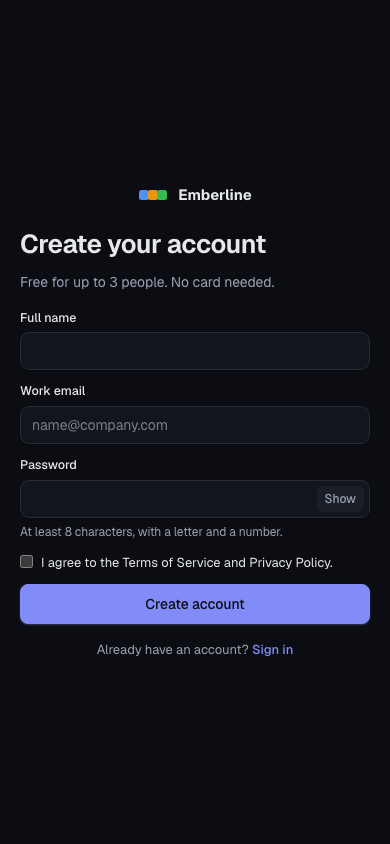 Emberline
Create your account
Free for up to 3 people. No card needed.
Full name
Work email
name@company.com
Password
Show
At least 8 characters, with a letter and a number.
I agree to the Terms of Service and Privacy Policy.
Create account
Already have an account? Sign in